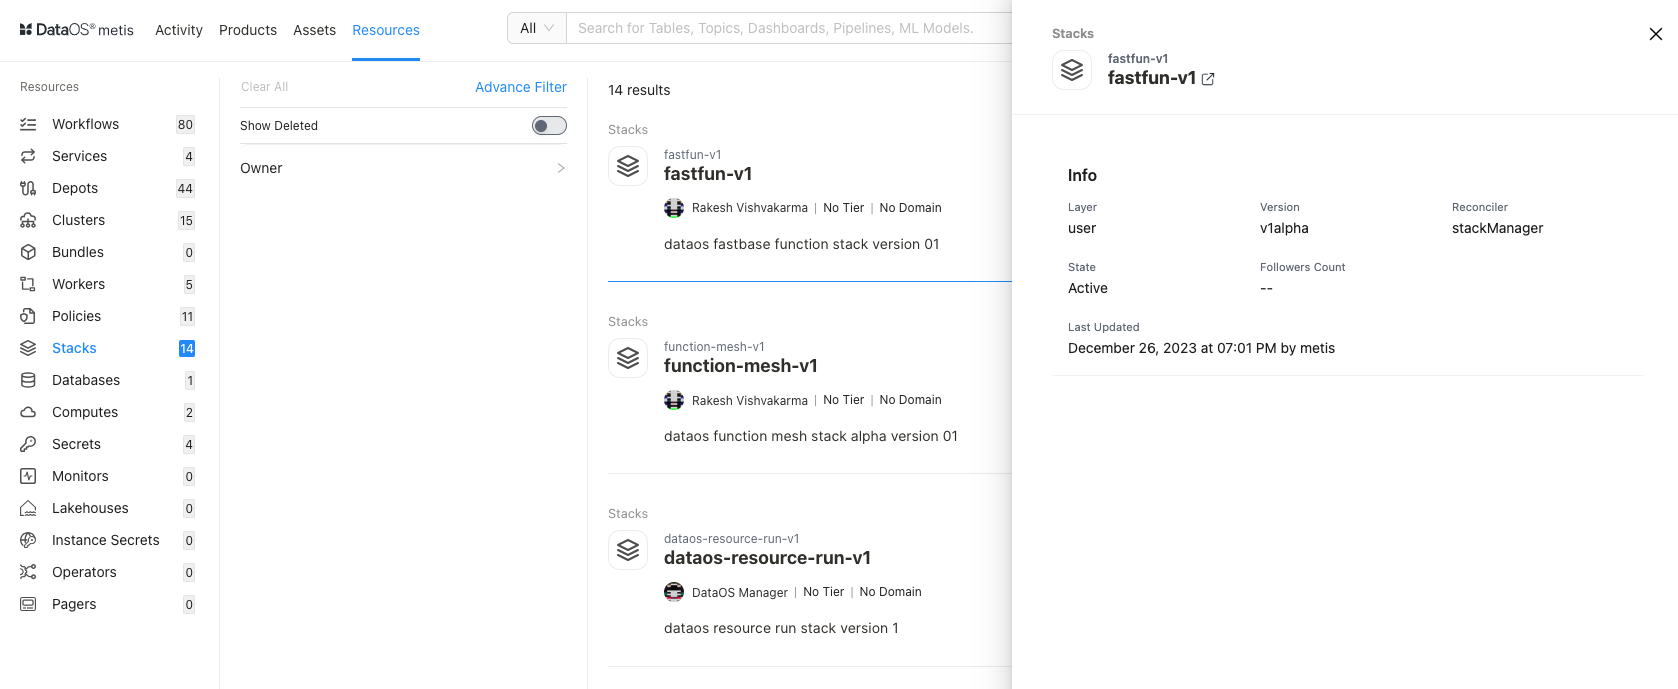 DataOS® metis
Activity
Products
Assets
Resources
All
Search for Tables, Topics, Dashboards, Pipelines, ML Models.
Resources
Workflows 80
Services 4
Depots 44
Clusters 15
Bundles 0
Workers 5
Policies 11
Stacks 14
Databases 1
Computes 2
Secrets 4
Monitors 0
Lakehouses 0
Instance Secrets 0
Operators 0
Pagers 0
Clear All
Advance Filter
Show Deleted
Owner
14 results
Stacks
fastfun-v1
fastfun-v1
Rakesh Vishvakarma | No Tier | No Domain
dataos fastbase function stack version 01
Stacks
function-mesh-v1
function-mesh-v1
Rakesh Vishvakarma | No Tier | No Domain
dataos function mesh stack alpha version 01
Stacks
dataos-resource-run-v1
dataos-resource-run-v1
DataOS Manager | No Tier | No Domain
dataos resource run stack version 1
Stacks
fastfun-v1
fastfun-v1
Info
Layer
user
Version
v1alpha
Reconciler
stackManager
State
Active
Followers Count
--
Last Updated
December 26, 2023 at 07:01 PM by metis